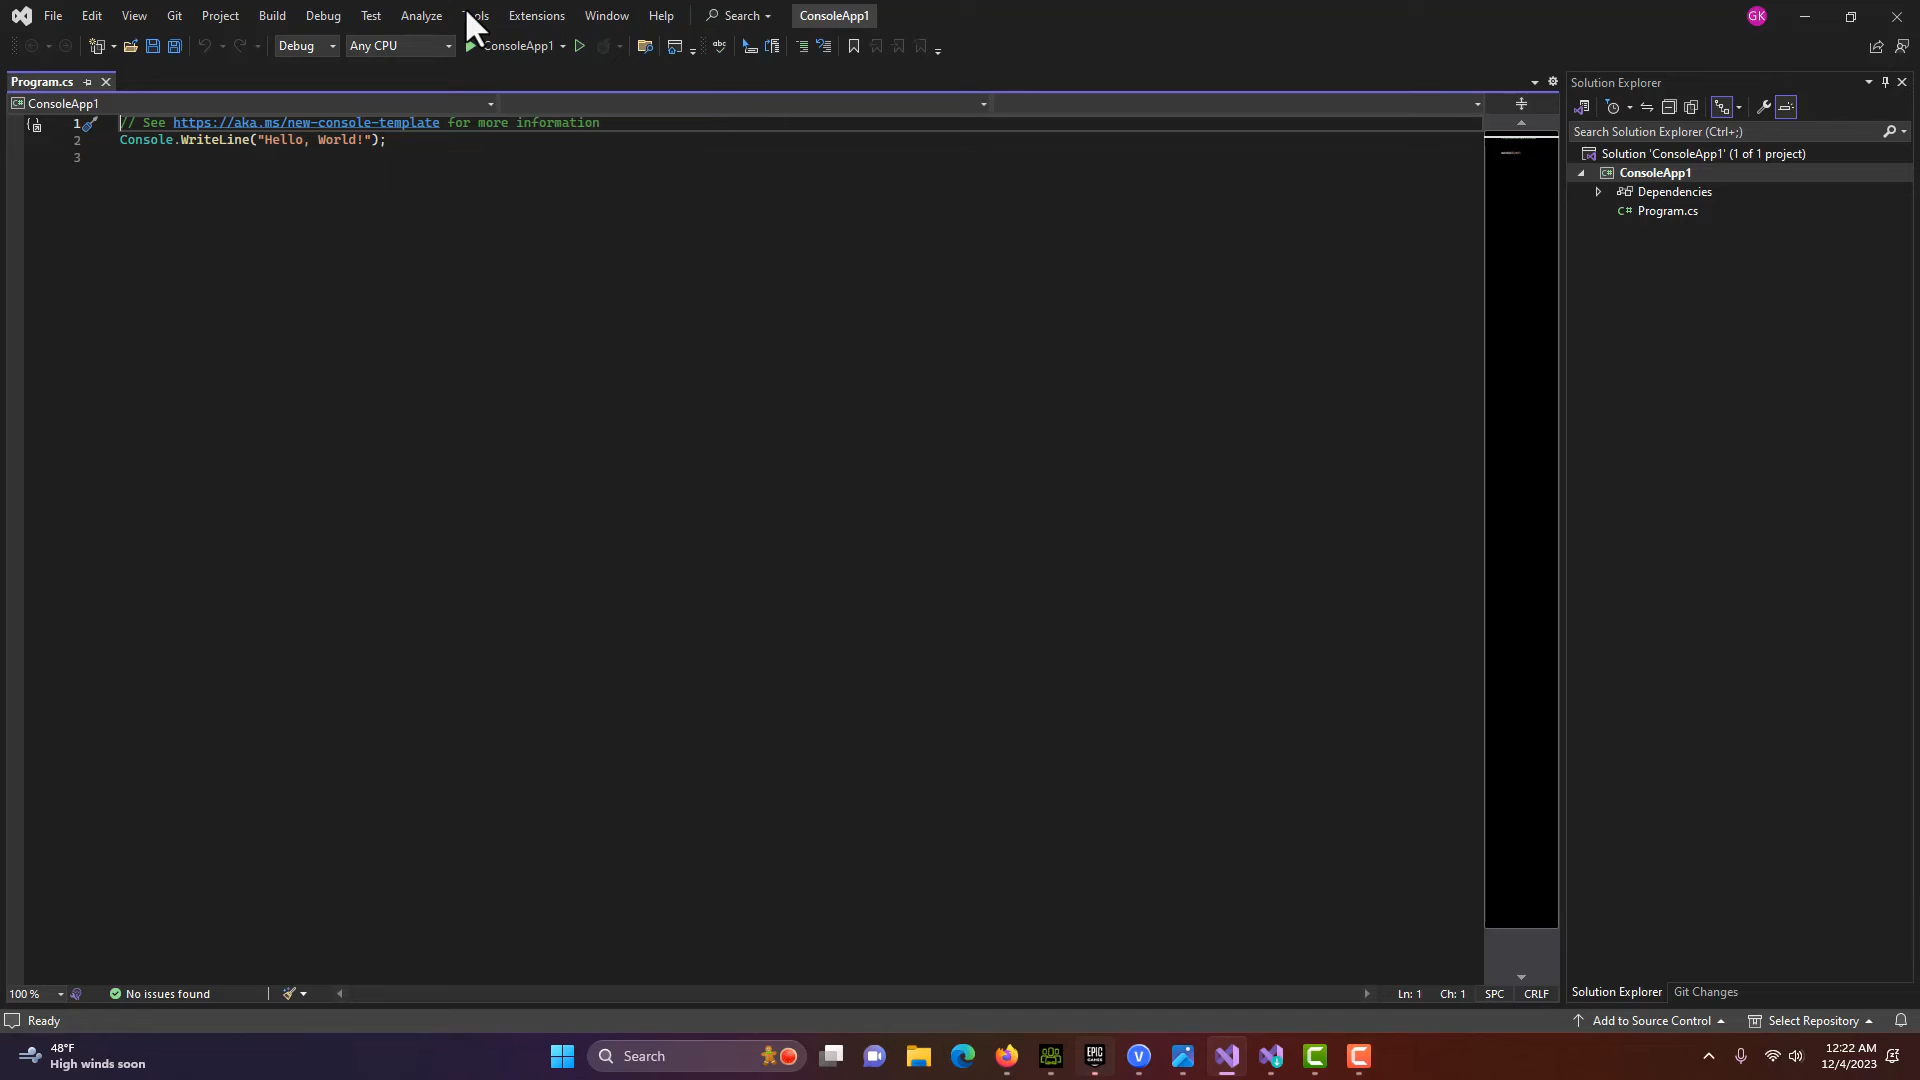 File Edit View Git Project Build Debug Test Analyze Extensions Window Help Search ConsoleApp1 GK
Debug Any CPU ConsoleApp1
Program.cs
Solution Explorer
ConsoleApp1
Search Solution Explorer (Ctrl+;)
1 // See https://aka.ms/new-console-template for more information
2 Console.WriteLine("Hello, World!");
3
Solution 'ConsoleApp1' (1 of 1 project)
C# ConsoleApp1
Dependencies
C# Program.cs
100 % No issues found Ln: 1 Ch: 1 SPC CRLF
Solution Explorer Git Changes
Ready Add to Source Control Select Repository
48°F
High winds soon
Search
EPIC GAMES
V
C
C
12:22 AM
12/4/2023